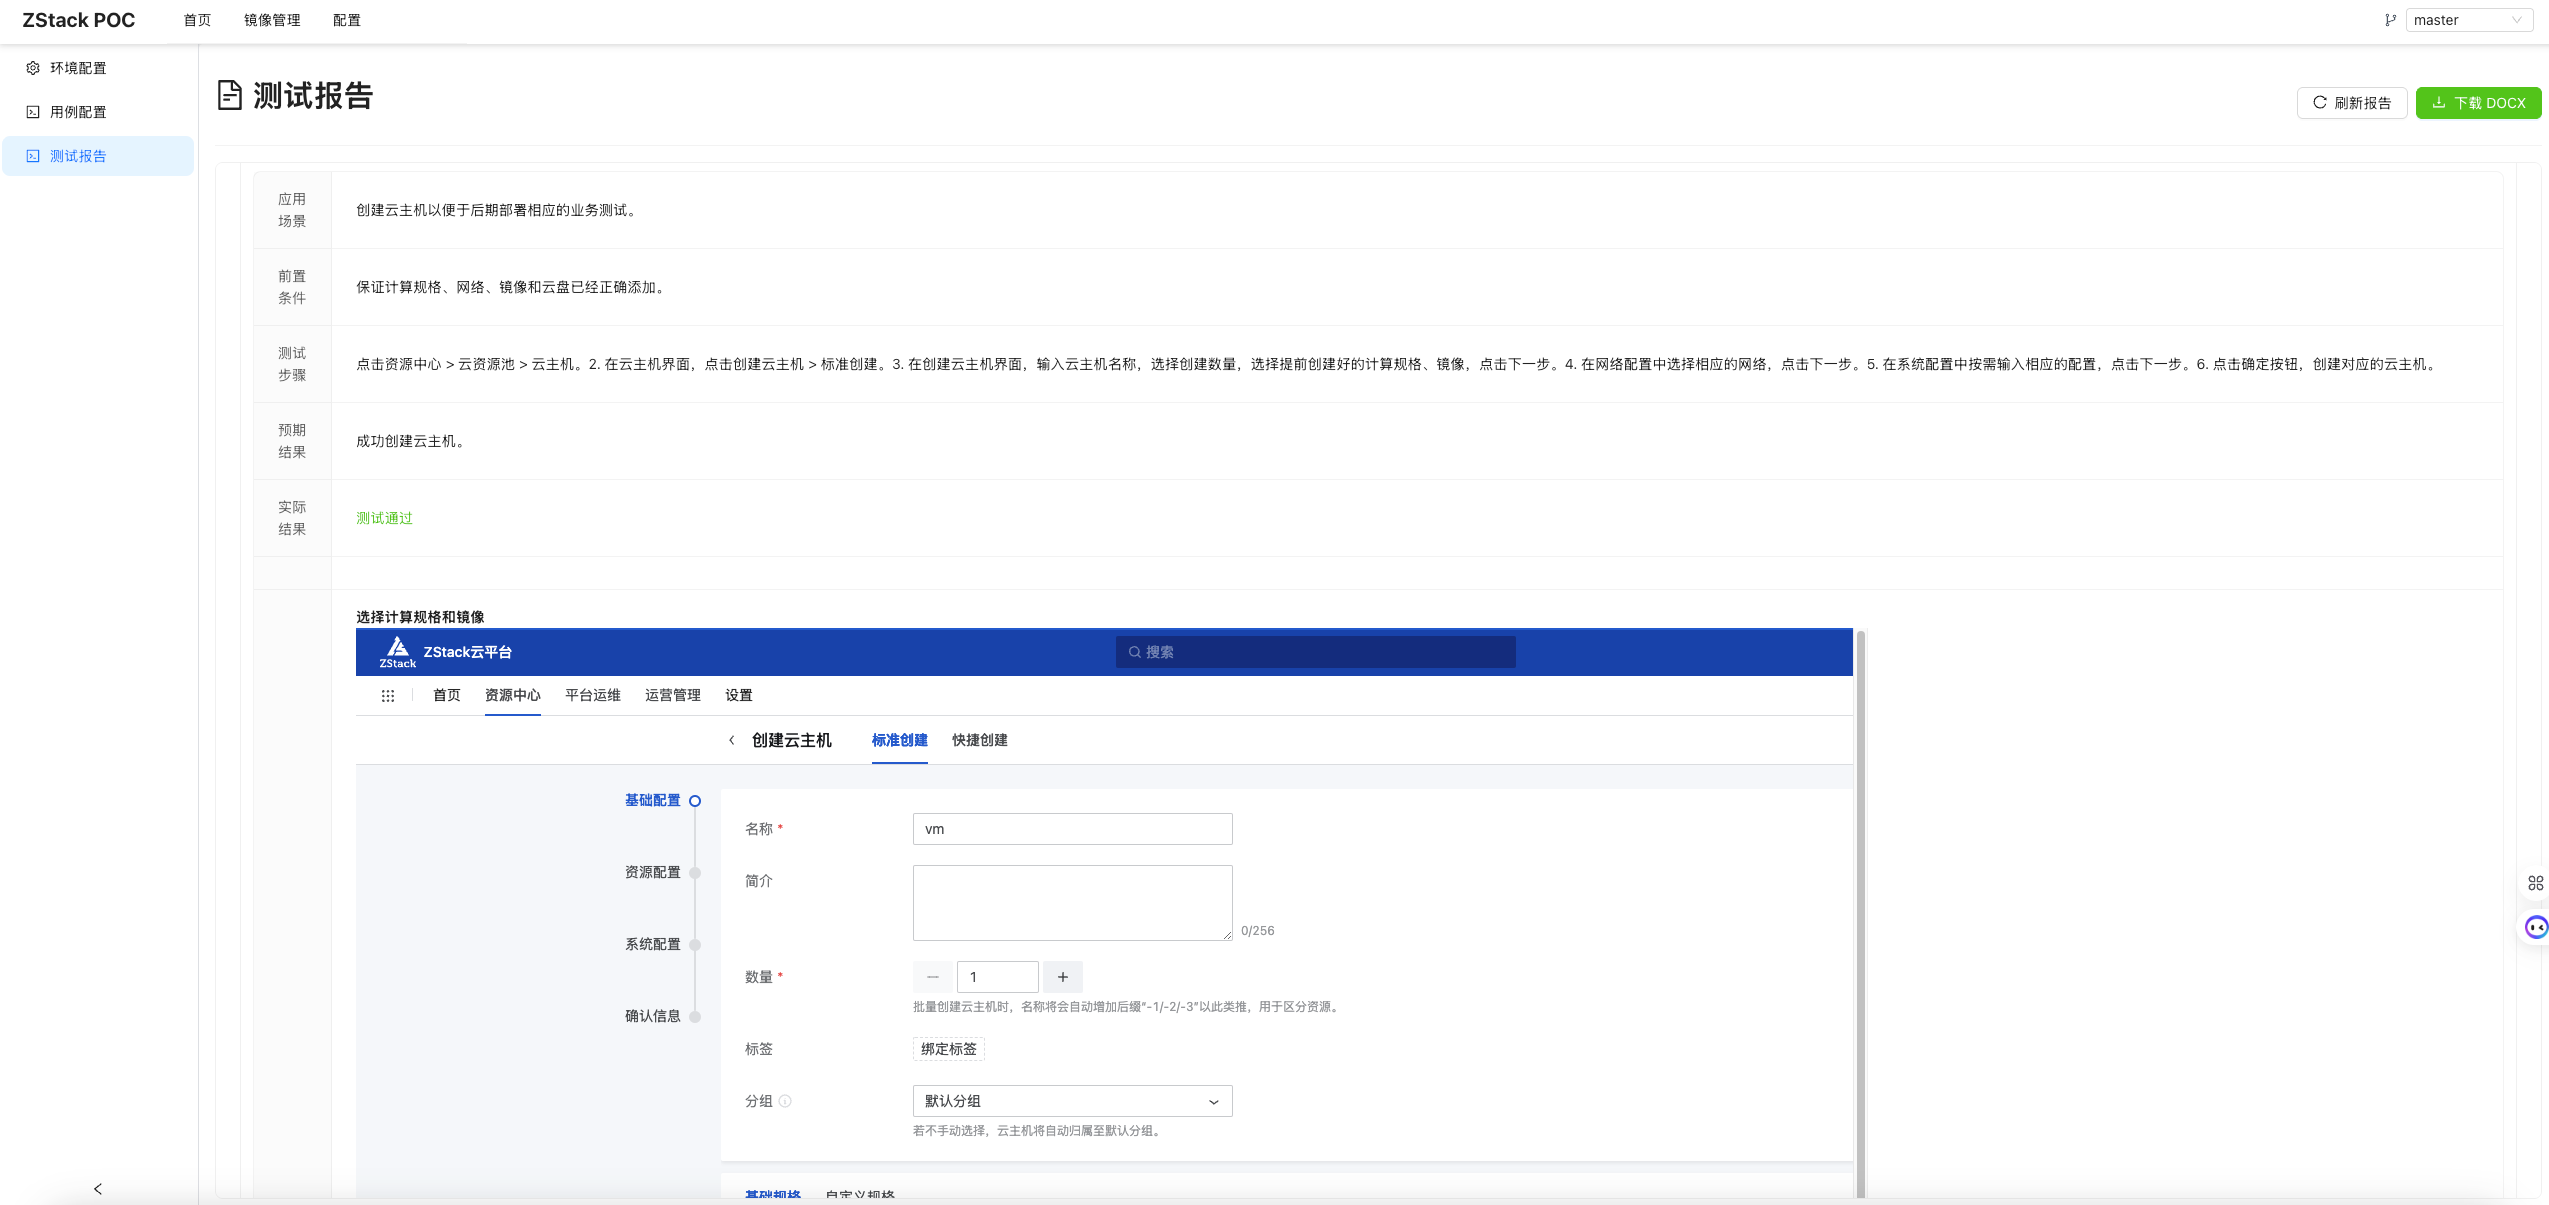 ZStack POC 首页 镜像管理 配置 master
环境配置
用例配置
测试报告
测试报告
刷新报告 下载 DOCX
应用
场景
创建云主机以便于后期部署相应的业务测试。
前置
条件
保证计算规格、网络、镜像和云盘已经正确添加。
测试
步骤
点击资源中心 > 云资源池 > 云主机。2. 在云主机界面，点击创建云主机 > 标准创建。3. 在创建云主机界面，输入云主机名称，选择创建数量，选择提前创建好的计算规格、镜像，点击下一步。4. 在网络配置中选择相应的网络，点击下一步。5. 在系统配置中按需输入相应的配置，点击下一步。6. 点击确定按钮，创建对应的云主机。
预期
结果
成功创建云主机。
实际
结果
测试通过
选择计算规格和镜像
ZStack ZStack云平台 搜索
首页 资源中心 平台运维 运营管理 设置
创建云主机 标准创建 快捷创建
基础配置
资源配置
系统配置
确认信息
名称 * vm
简介
0/256
数量 * 1 +
批量创建云主机时，名称将会自动增加后缀"-1/-2/-3"以此类推，用于区分资源。
标签 绑定标签
分组 默认分组
若不手动选择，云主机将自动归属至默认分组。
基础规格 自定义规格